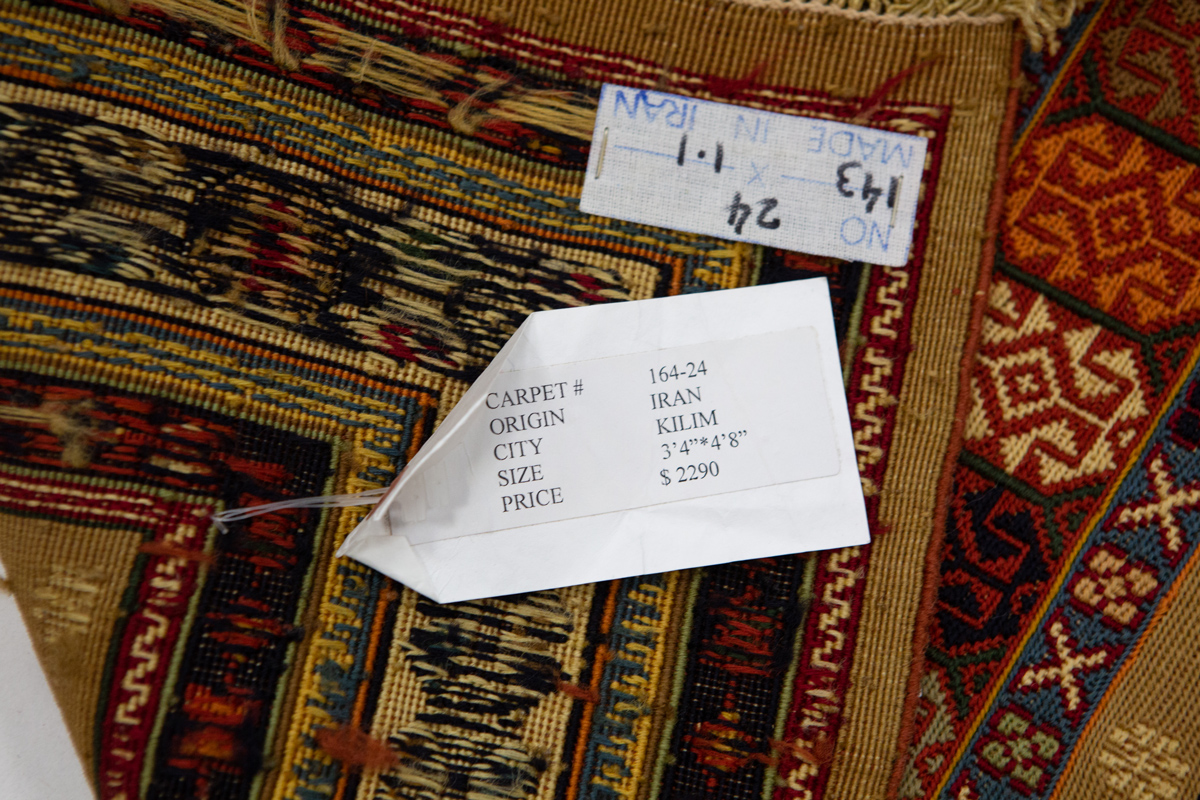 NO 24
143 x 1.1
MADE IN IRAN
CARPET # 164-24
ORIGIN IRAN
CITY KILIM
SIZE 3’4”*4’8”
PRICE $ 2290